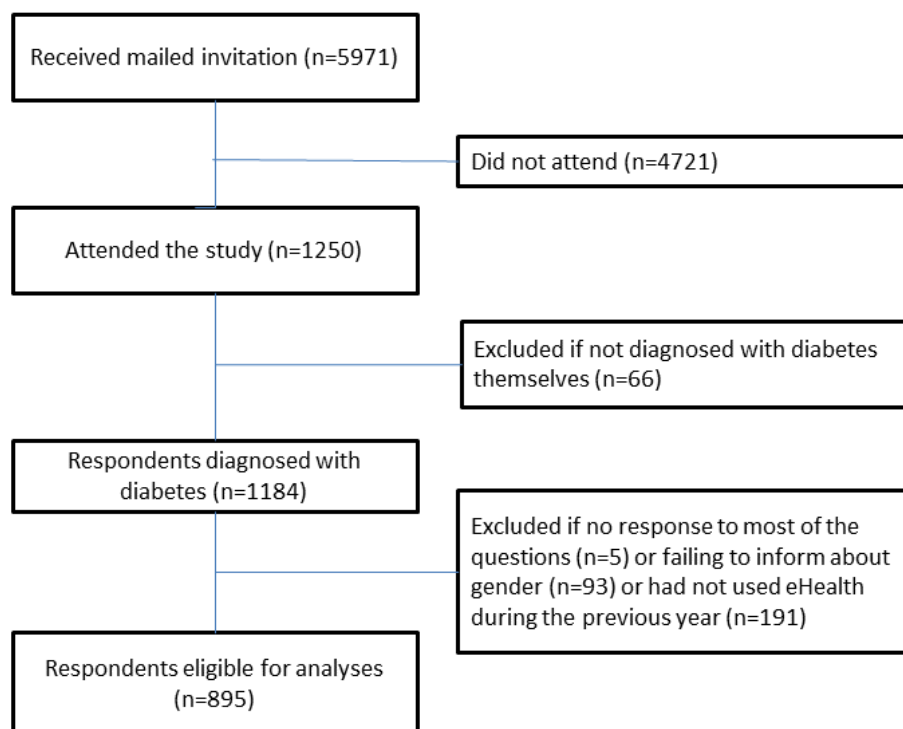 Received mailed invitation (n=5971)
Did not attend (n=4721)
Attended the study (n=1250)
Excluded if not diagnosed with diabetes
themselves (n=66)
Respondents diagnosed with
diabetes (n=1184)
Excluded if no response to most of the
questions (n=5) or failing to inform about
gender (n=93) or had not used eHealth
during the previous year (n=191)
Respondents eligible for analyses
(n=895)